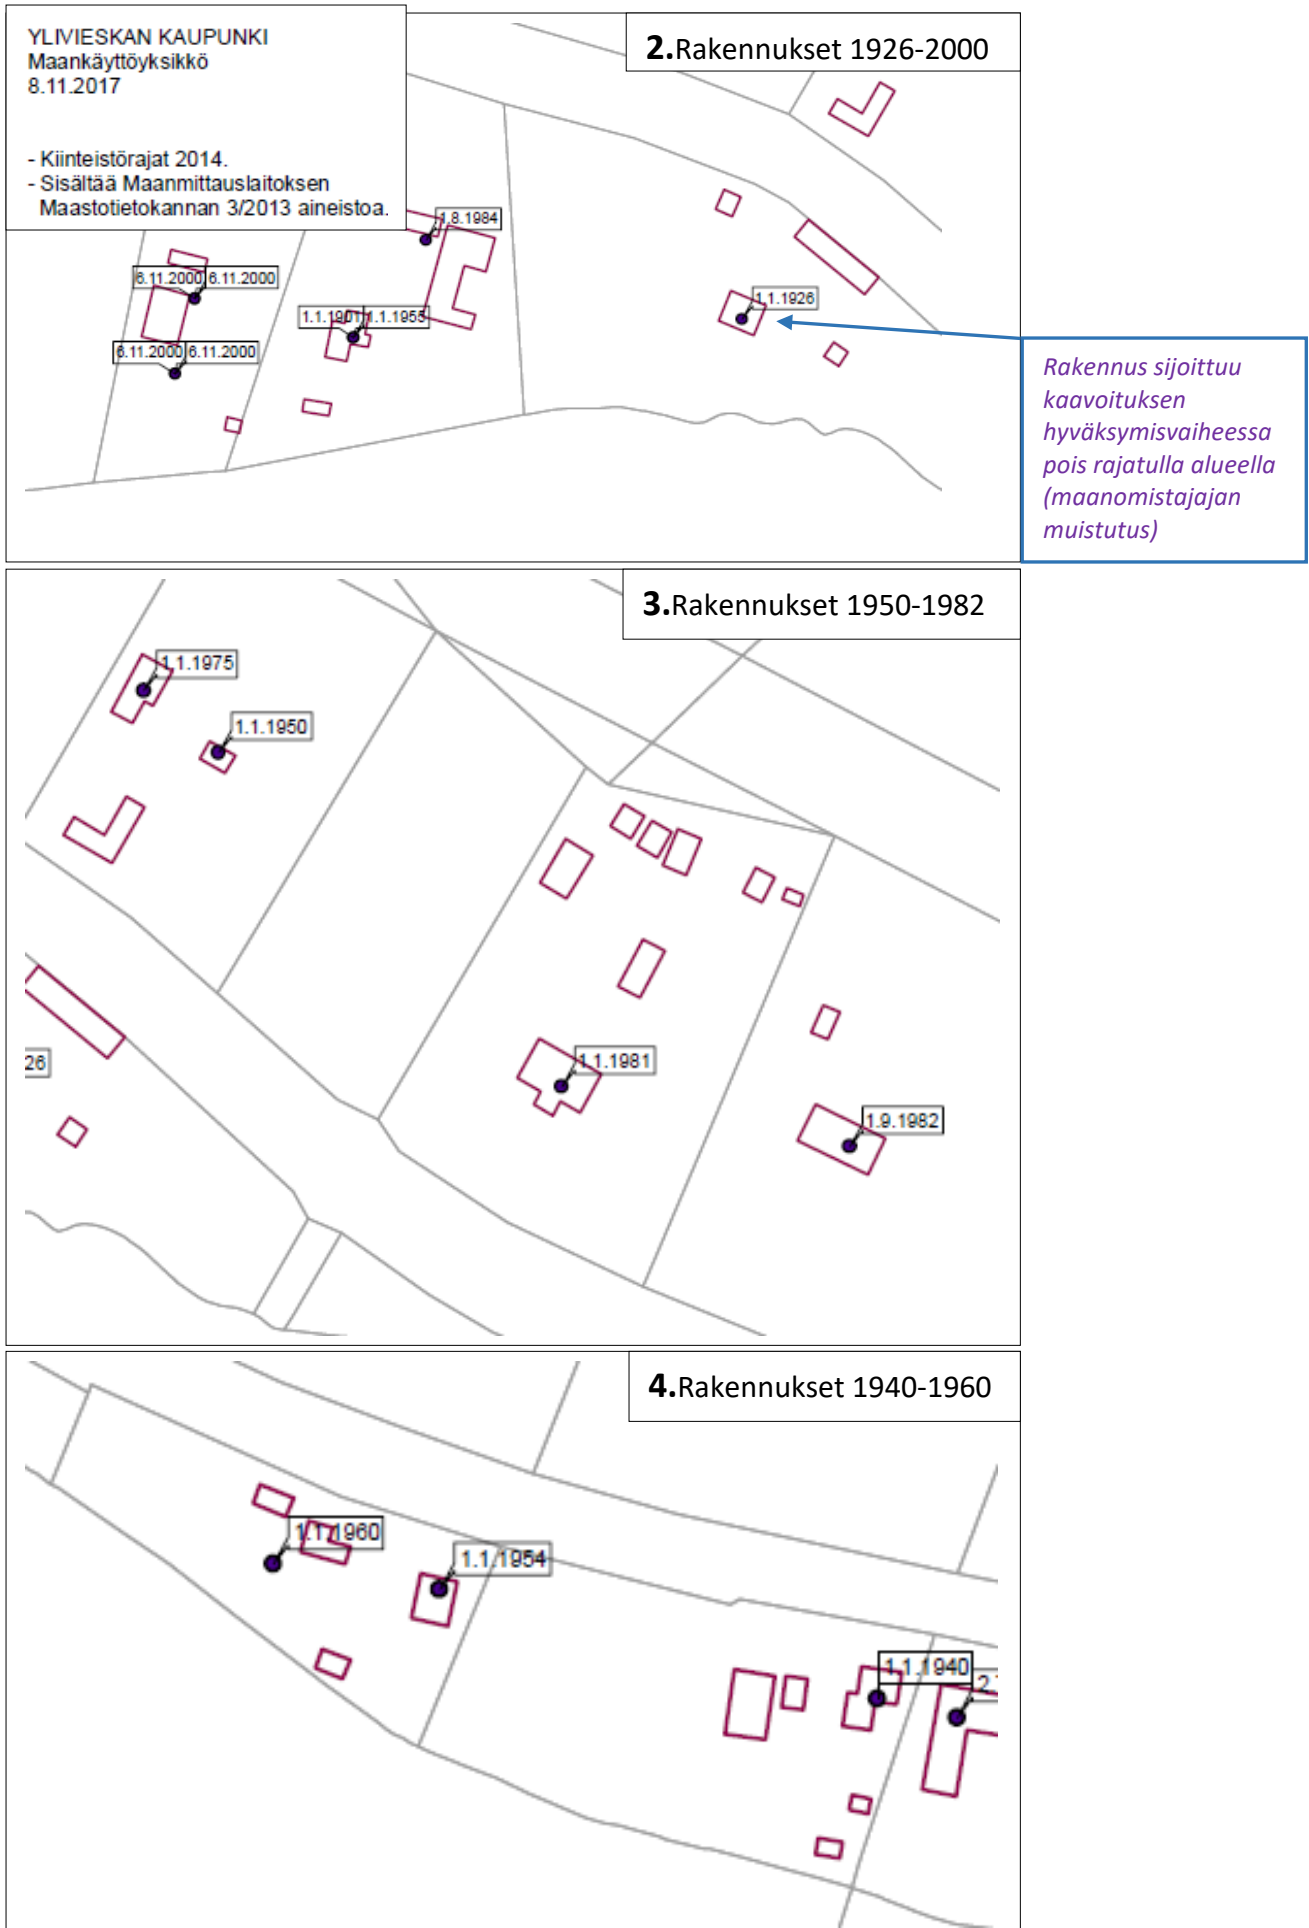 YLIVIESKAN KAUPUNKI
Maankäyttöyksikkö
8.11.2017
- Kiinteistörajat 2014.
- Sisältää Maanmittauslaitoksen
Maastotietokannan 3/2013 aineistoa.
2.Rakennukset 1926-2000
1.8.1984
6.11.2000 6.11.2000
1.1.1901 1.1.1955
6.11.2000 6.11.2000
1.1.1926
Rakennus sijoittuu
kaavoituksen
hyväksymisvaiheessa
pois rajatulla alueella
(maanomistajajan
muistutus)
3.Rakennukset 1950-1982
1.1.1975
1.1.1950
1.1.1981
26
1.9.1982
4.Rakennukset 1940-1960
1.1.1960
1.1.1954
1.1.1940
2.